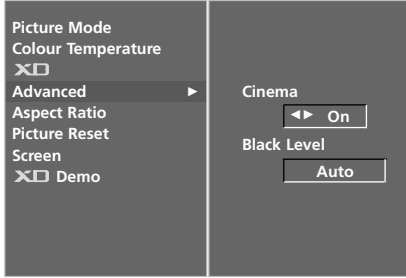 Picture Mode
Colour Temperature
XD
Advanced ►
Aspect Ratio
Picture Reset
Screen
XD Demo
Cinema
◄► On
Black Level
Auto